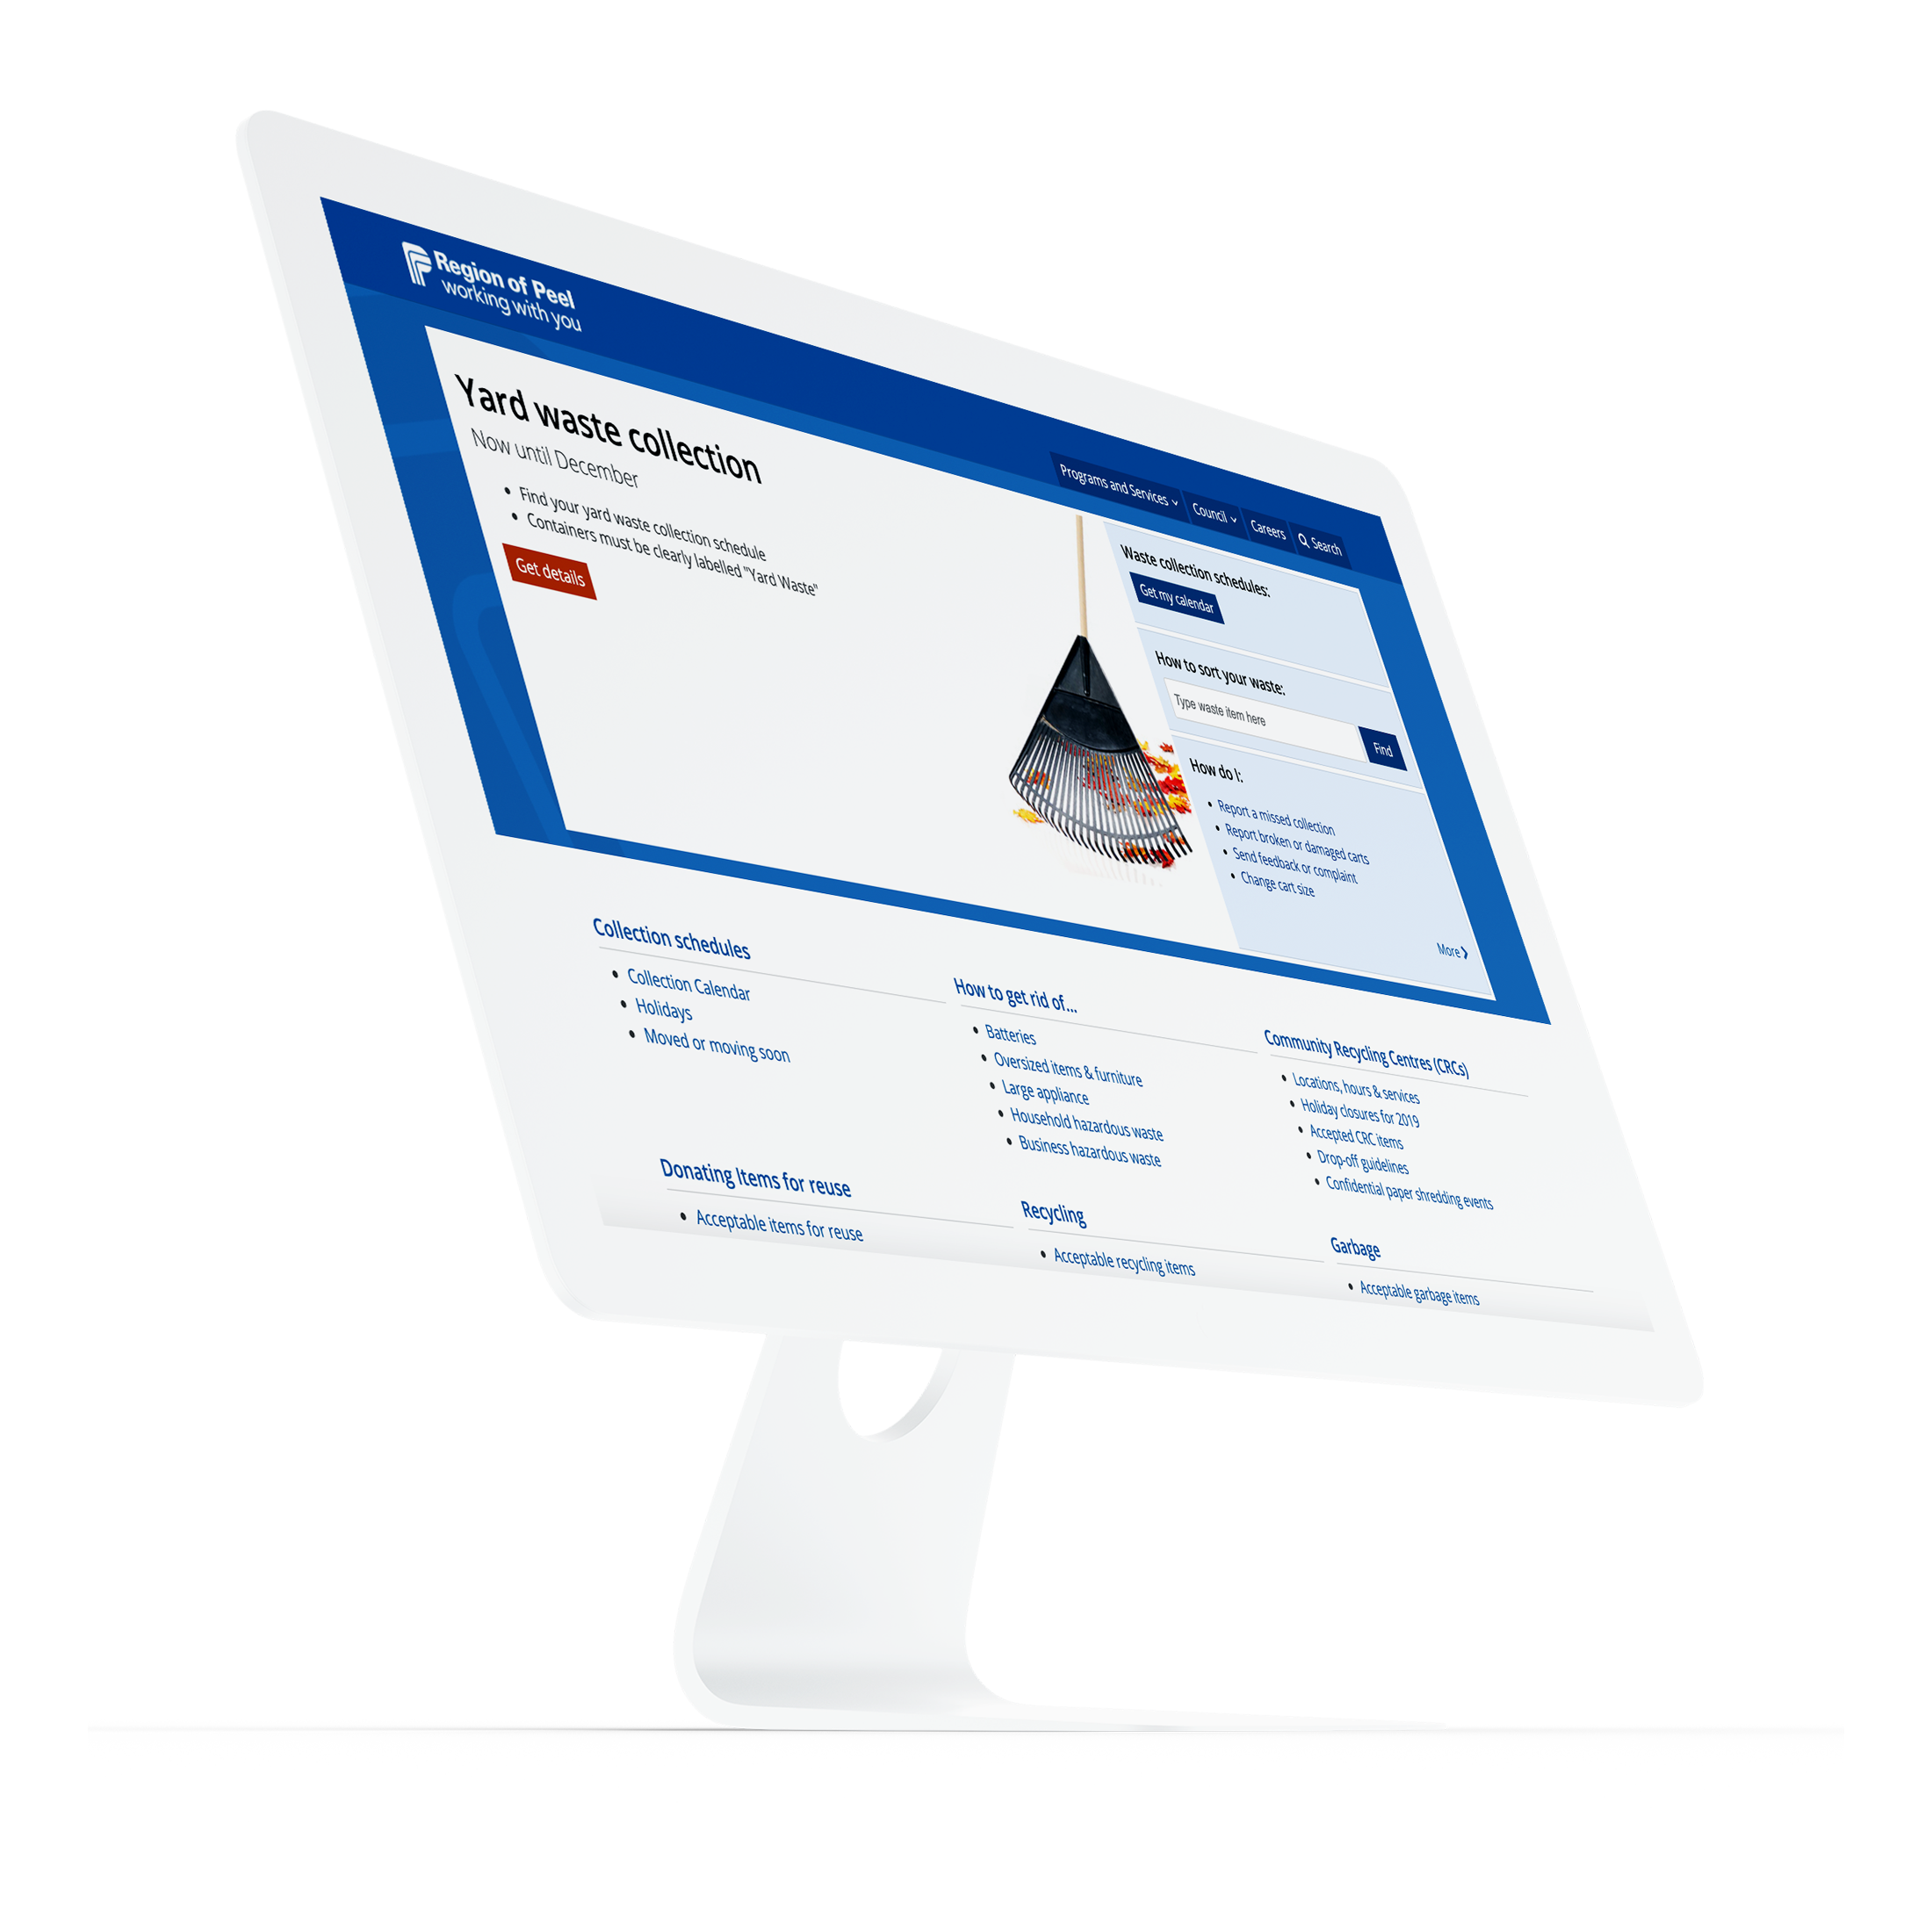 Region of Peel
working with you
Programs and Services
Council
Careers
Search
Yard waste collection
Now until December
• Find your yard waste collection schedule
• Containers must be clearly labelled "Yard Waste"
Get details
Waste collection schedules:
Get my calendar
How to sort your waste:
Type waste item here
Find
How do I:
• Report a missed collection
• Report broken or damaged carts
• Send feedback or complaint
• Change cart size
More
Collection schedules
• Collection Calendar
• Holidays
• Moved or moving soon
How to get rid of...
• Batteries
• Oversized items & furniture
• Large appliance
• Household hazardous waste
• Business hazardous waste
Community Recycling Centres (CRCs)
• Locations, hours & services
• Holiday closures for 2019
• Accepted CRC items
• Drop-off guidelines
• Confidential paper shredding events
Donating Items for reuse
• Acceptable items for reuse
Recycling
• Acceptable recycling items
Garbage
• Acceptable garbage items